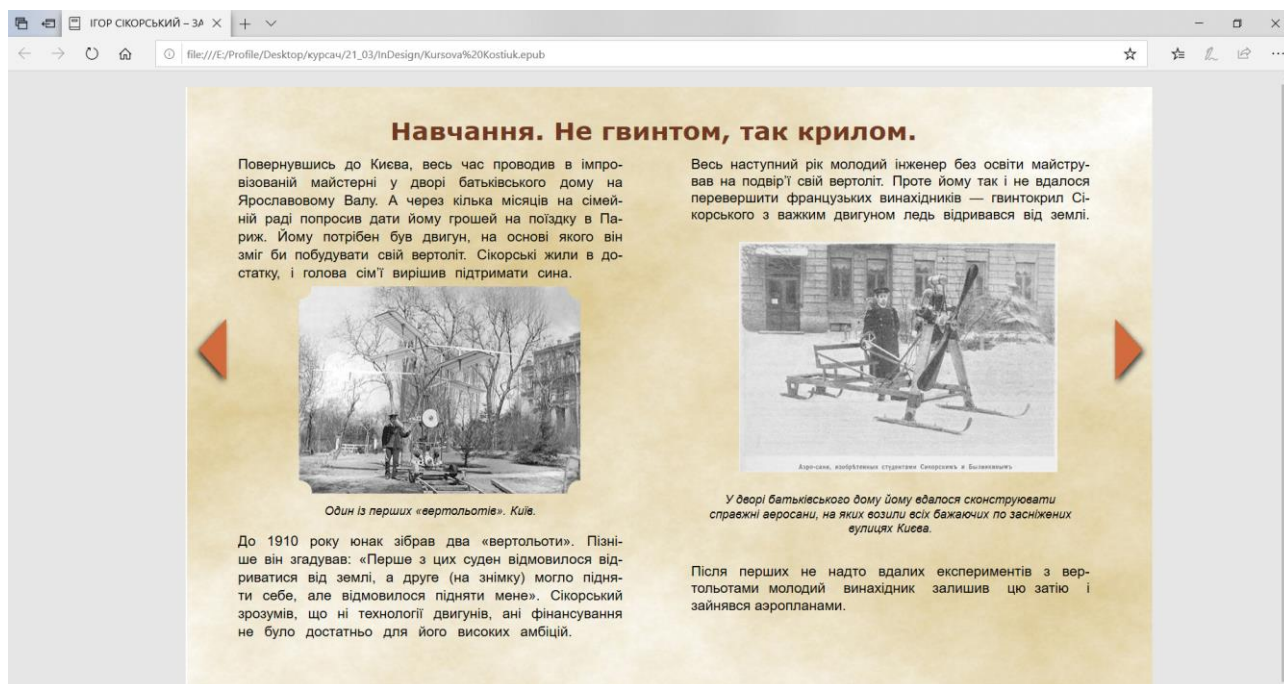 ІГОР СІКОРСЬКИЙ – ЗА
file:///E:/Profile/Desktop/курсач/21_03/InDesign/Kursova%20Kostiuk.epub
Навчання. Не гвинтом, так крилом.
Повернувшись до Києва, весь час проводив в імпро-
візованій майстерні у дворі батьківського дому на
Ярославовому Валу. А через кілька місяців на сімей-
ній раді попросив дати йому грошей на поїздку в Па-
риж. Йому потрібен був двигун, на основі якого він
зміг би побудувати свій вертоліт. Сікорські жили в до-
статку, і голова сім'ї вирішив підтримати сина.
Один із перших «вертольотів». Київ.
До 1910 року юнак зібрав два «вертольоти». Пізні-
ше він згадував: «Перше з цих суден відмовилося від-
риватися від землі, а друге (на знімку) могло підня-
ти себе, але відмовилося підняти мене». Сікорський
зрозумів, що ні технології двигунів, ані фінансування
не було достатньо для його високих амбіцій.
Весь наступний рік молодий інженер без освіти майстру-
вав на подвір'ї свій вертоліт. Проте йому так і не вдалося
перевершити французьких винахідників — гвинтокрил Сі-
корського з важким двигуном ледь відривався від землі.
Аэро-сани, изобрѣтенныя студентами Сикорскимъ и Былинкинымъ
У дворі батьківського дому йому вдалося сконструювати
справжні аеросани, на яких возили всіх бажаючих по засніжених
вулицях Києва.
Після перших не надто вдалих експериментів з вер-
тольотами молодий винахідник залишив цю затію і
зайнявся аэропланами.